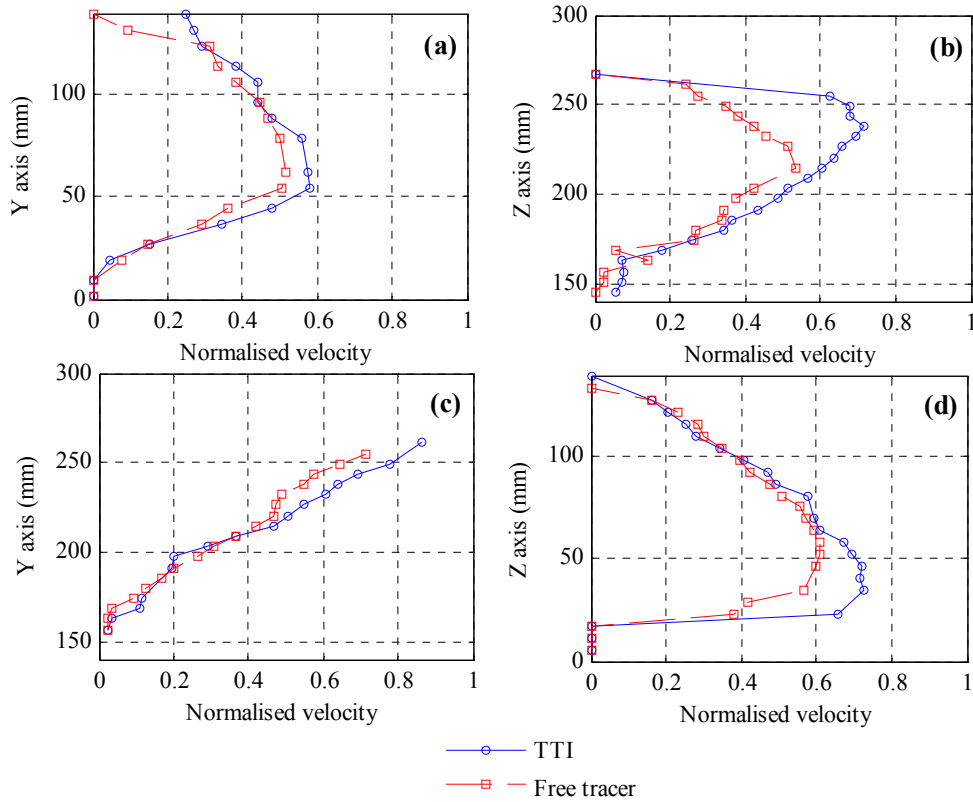 (a)
Y axis (mm)
100
50
0
0 0.2 0.4 0.6 0.8 1
Normalised velocity
(b)
Z axis (mm)
300
250
200
150
0 0.2 0.4 0.6 0.8 1
Normalised velocity
(c)
Y axis (mm)
300
250
200
150
0 0.2 0.4 0.6 0.8 1
Normalised velocity
(d)
Z axis (mm)
100
50
0
0 0.2 0.4 0.6 0.8 1
Normalised velocity
TTI
Free tracer